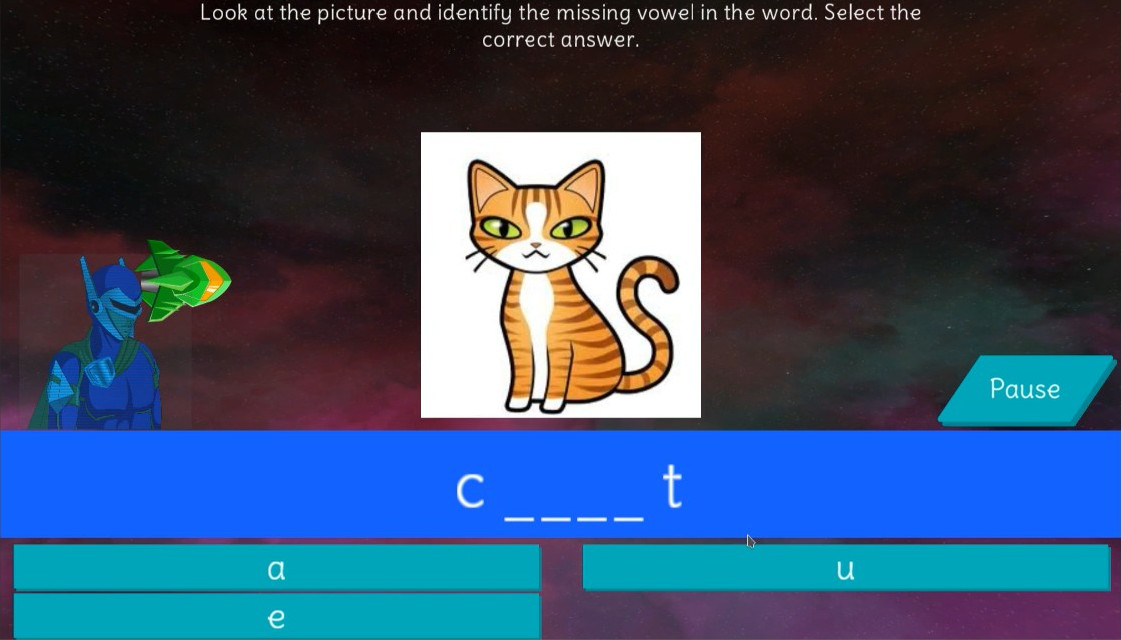 Look at the picture and identify the missing vowel in the word. Select the
correct answer.
Pause
c ____ t
a
u
e